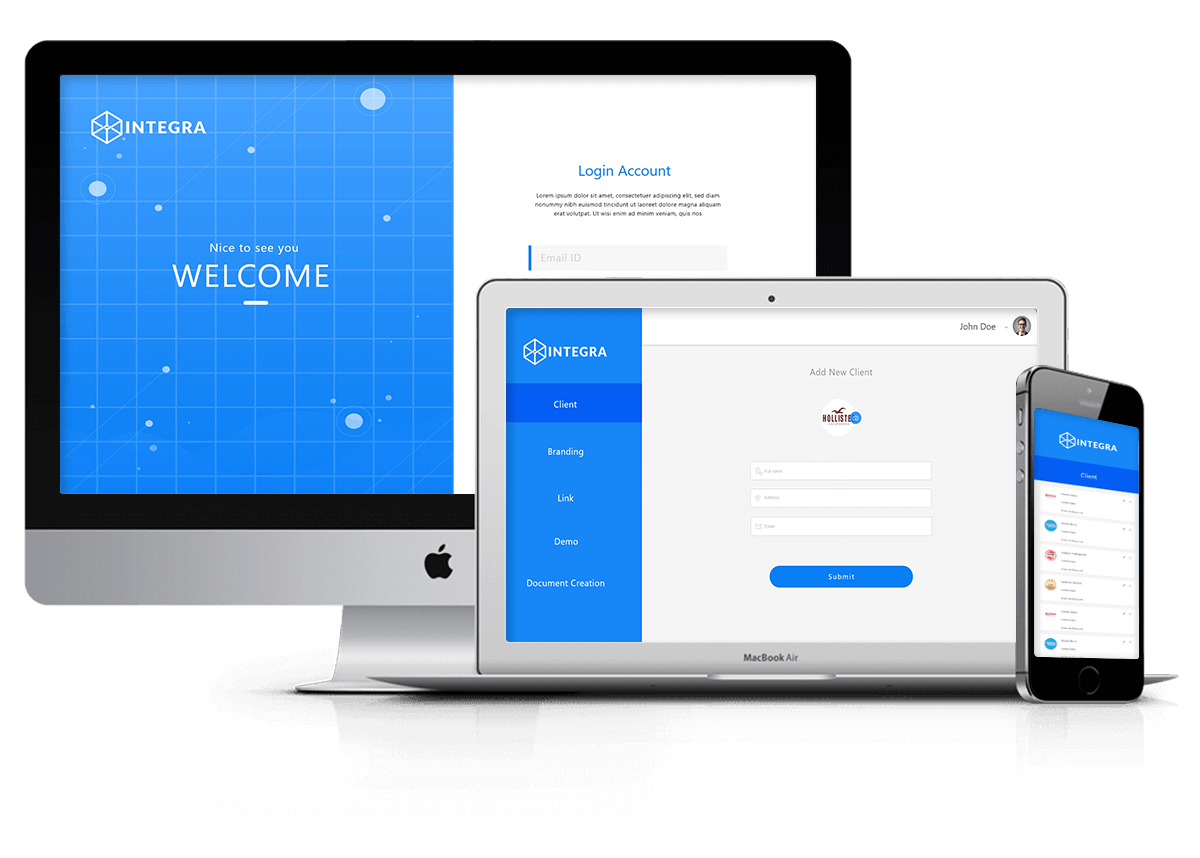 INTEGRA
Nice to see you
WELCOME
Login Account
Lorem ipsum dolor sit amet, consectetuer adipiscing elit, sed diam
nonummy nibh euismod tincidunt ut laoreet dolore magna aliquam
erat volutpat. Ut wisi enim ad minim veniam, quis nos
Email ID
INTEGRA
Client
Branding
Link
Demo
Document Creation
John Doe
Add New Client
HOLLISTE
Full name
Address
Email
Submit
MacBook Air
INTEGRA
Client